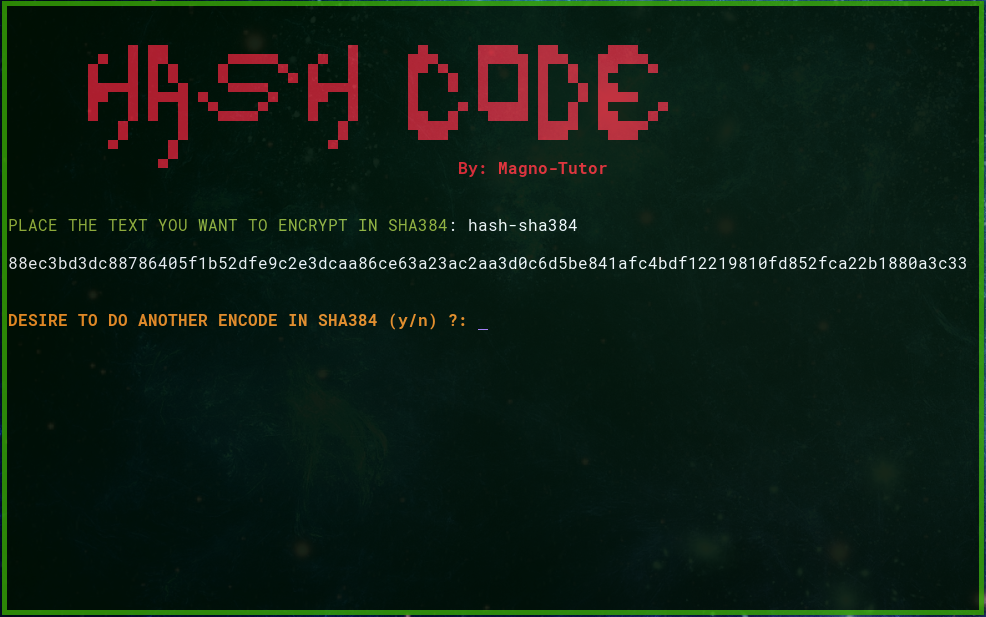 HASH CODE
By: Magno-Tutor
PLACE THE TEXT YOU WANT TO ENCRYPT IN SHA384: hash-sha384
88ec3bd3dc88786405f1b52dfe9c2e3dcaa86ce63a23ac2aa3d0c6d5be841afc4bdf12219810fd852fca22b1880a3c33
DESIRE TO DO ANOTHER ENCODE IN SHA384 (y/n) ?: _